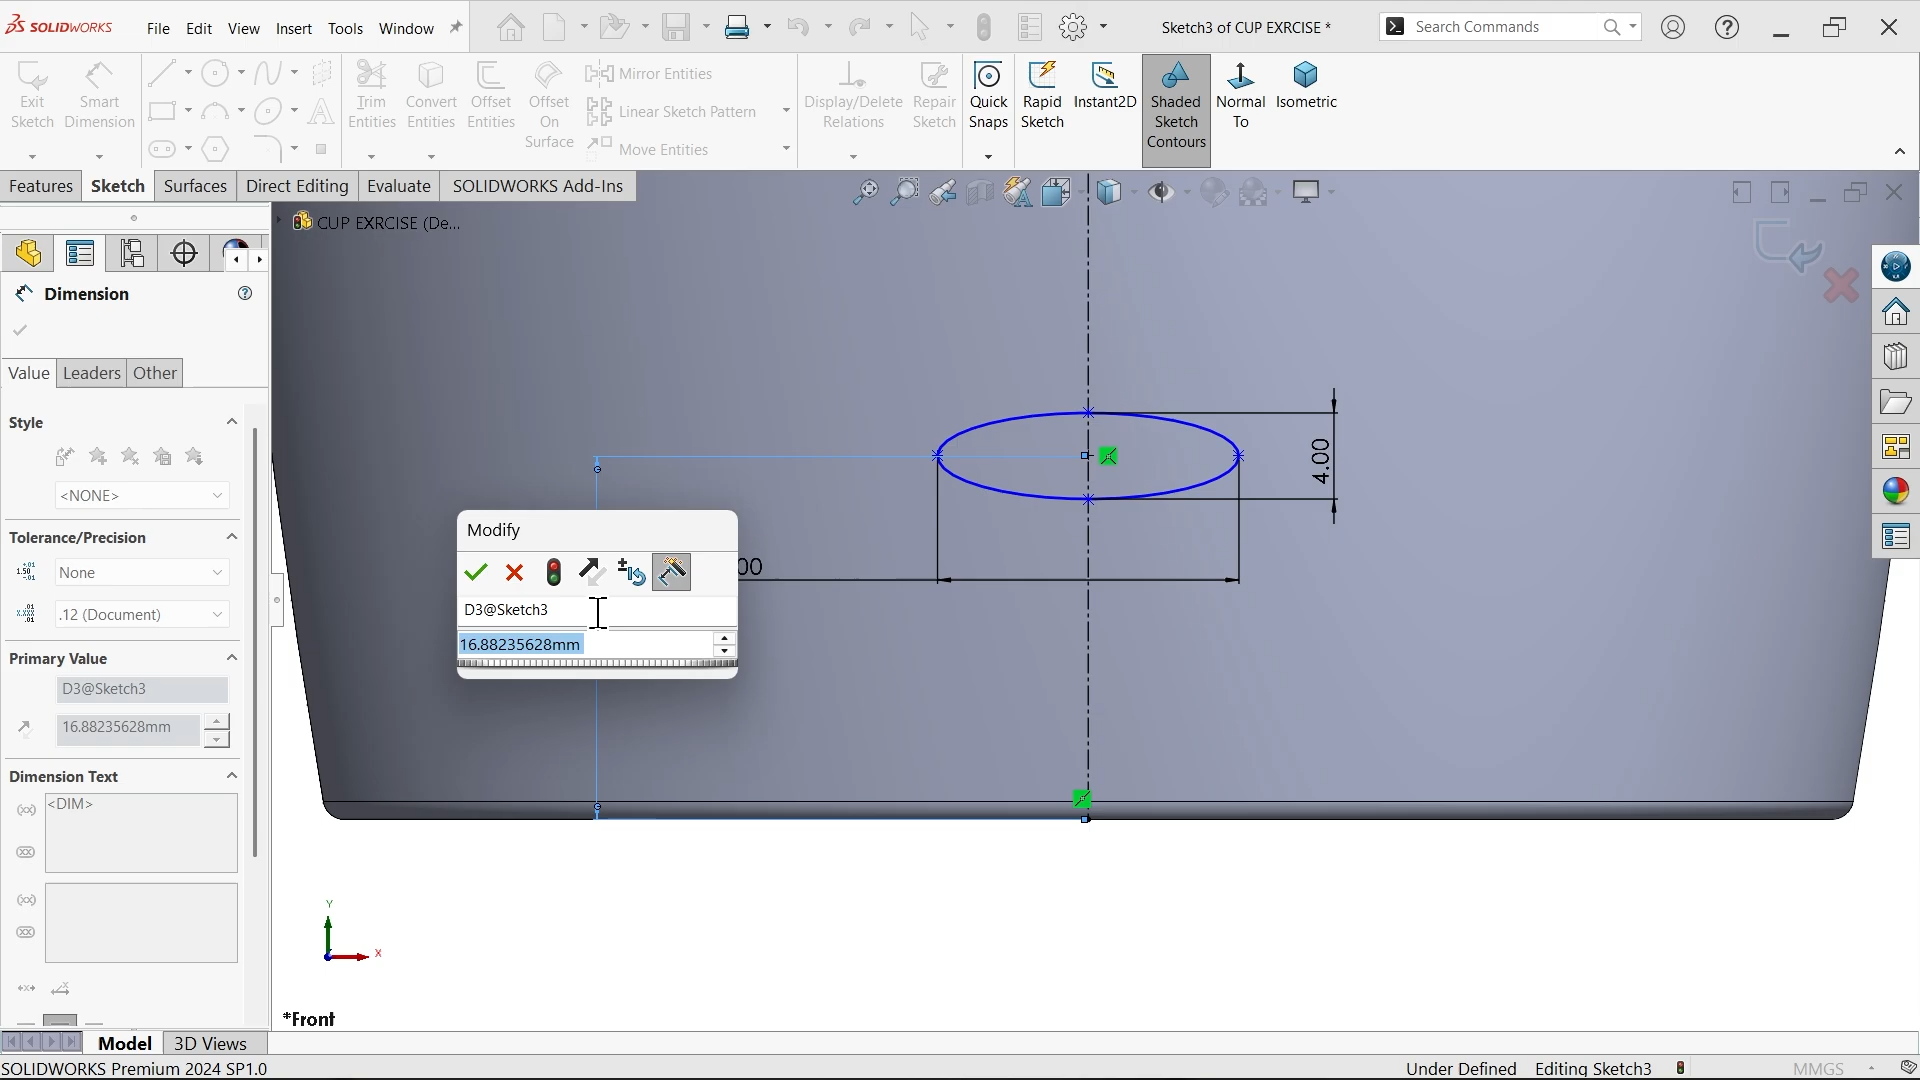 SOLIDWORKS File Edit View Insert Tools Window Sketch3 of CUP EXRCISE * Search Commands
Exit Sketch
Smart Dimension
Trim Entities
Convert Entities
Offset Entities
Offset On Surface
Mirror Entities
Linear Sketch Pattern
Move Entities
Display/Delete Relations
Repair Sketch
Quick Snaps
Rapid Sketch
Instant2D
Shaded Sketch Contours
Normal To
Isometric
Features Sketch Surfaces Direct Editing Evaluate SOLIDWORKS Add-Ins
CUP EXRCISE (De...
Dimension
Value Leaders Other
Style
<NONE>
Tolerance/Precision
None
.12 (Document)
Primary Value
D3@Sketch3
16.88235628mm
Dimension Text
<DIM>
Modify
D3@Sketch3
16.88235628mm
00
4.00
Y
X
*Front
Model 3D Views
SOLIDWORKS Premium 2024 SP1.0 Under Defined Editing Sketch3 MMGS